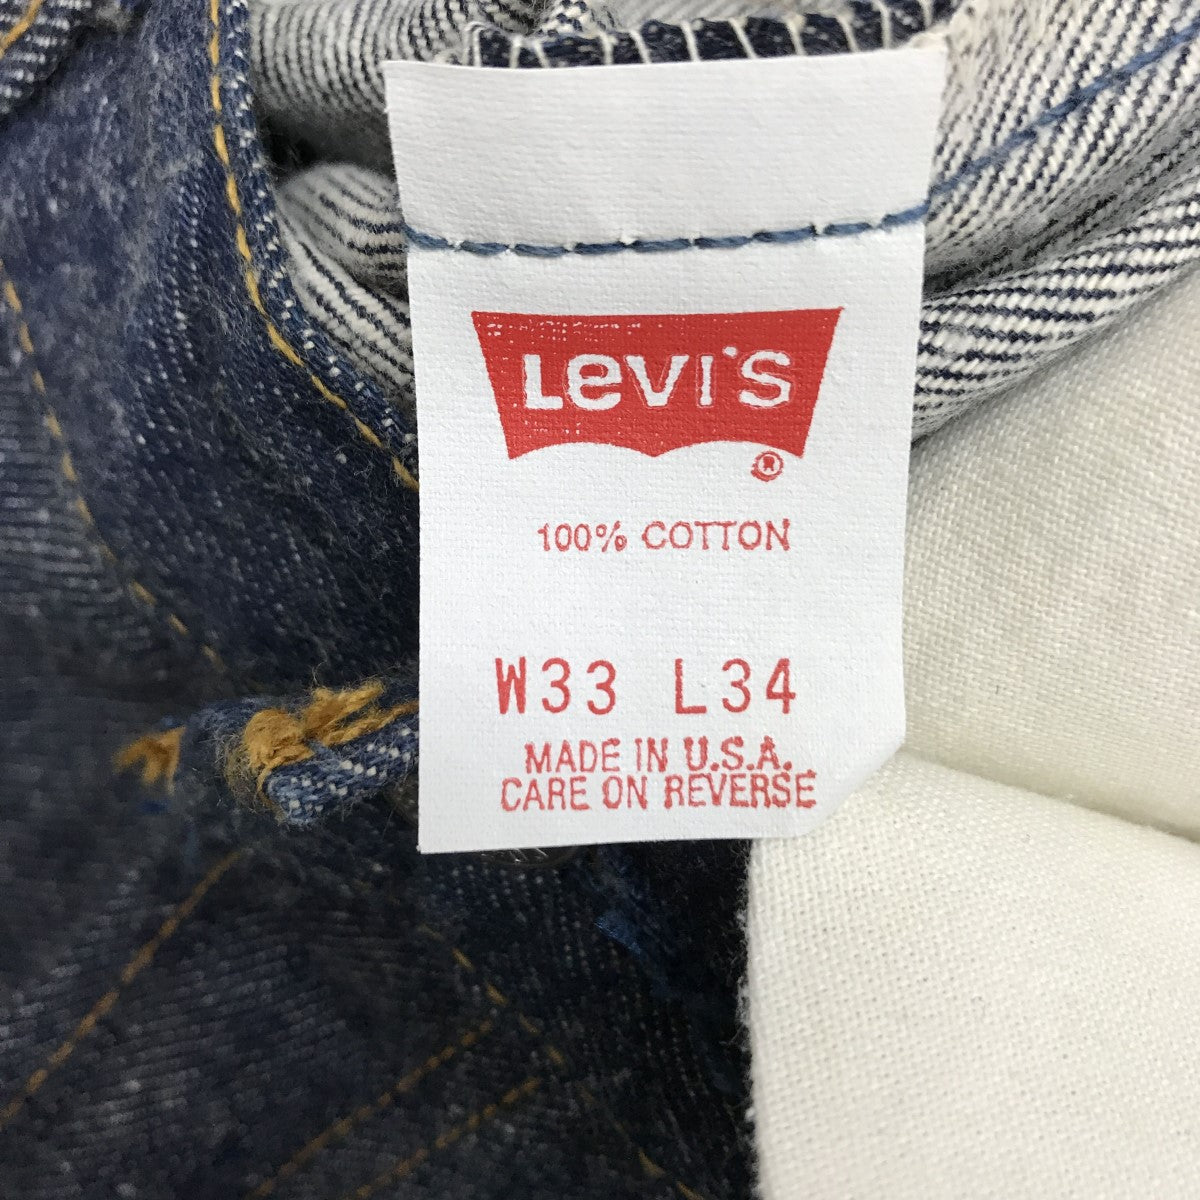 Levi's
®
100% COTTON
W33 L34
MADE IN U.S.A.
CARE ON REVERSE